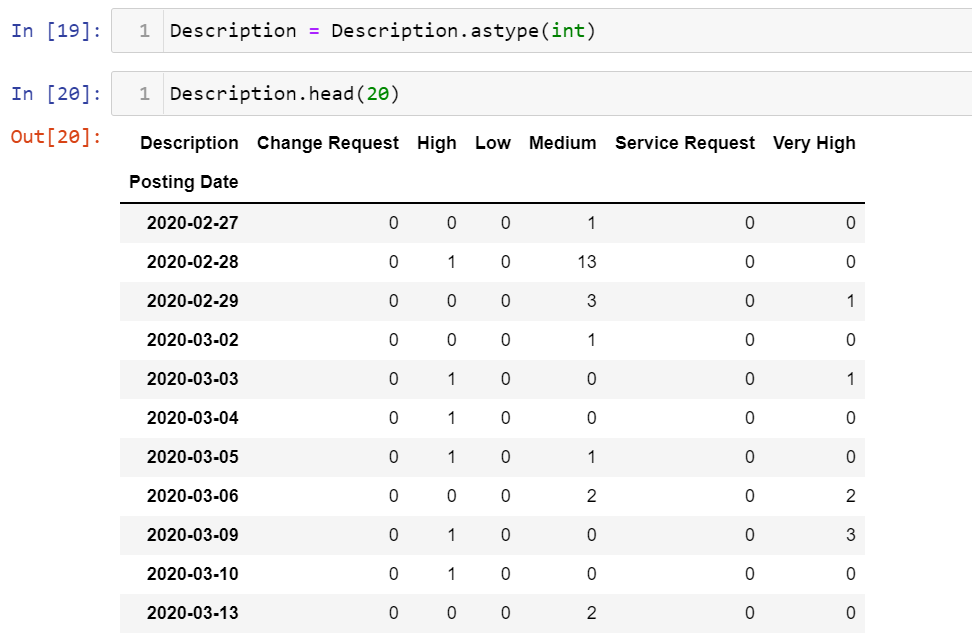 In [19]: 1 Description = Description.astype(int)
In [20]: 1 Description.head(20)
Out[20]:
Description Change Request High Low Medium Service Request Very High
Posting Date
2020-02-27 0 0 0 1 0 0
2020-02-28 0 1 0 13 0 0
2020-02-29 0 0 0 3 0 1
2020-03-02 0 0 0 1 0 0
2020-03-03 0 1 0 0 0 1
2020-03-04 0 1 0 0 0 0
2020-03-05 0 1 0 1 0 0
2020-03-06 0 0 0 2 0 2
2020-03-09 0 1 0 0 0 3
2020-03-10 0 1 0 0 0 0
2020-03-13 0 0 0 2 0 0